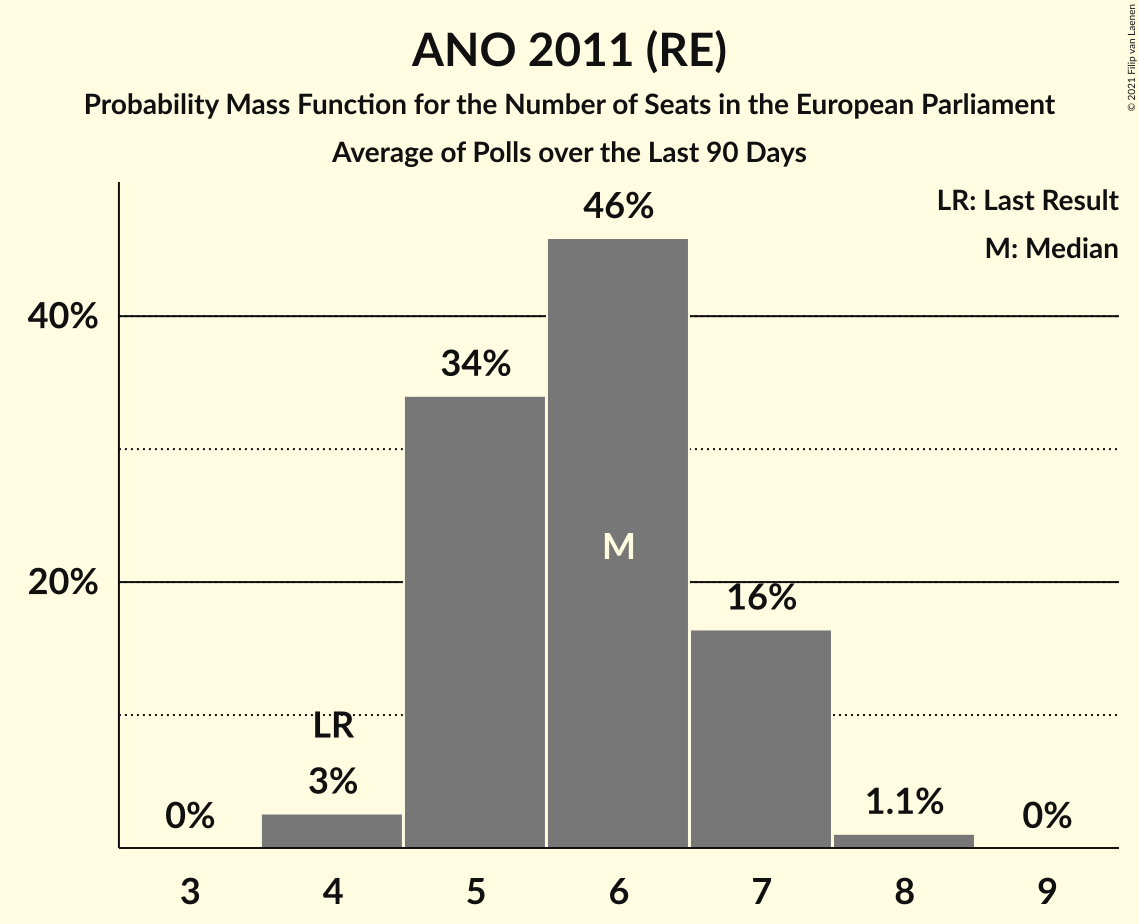 ANO 2011 (RE)
Probability Mass Function for the Number of Seats in the European Parliament
Average of Polls over the Last 90 Days
© 2021 Filip van Laenen
LR: Last Result
M: Median
46%
40%
34%
M
20%
16%
LR
3%
1.1%
0%
0%
3 4 5 6 7 8 9